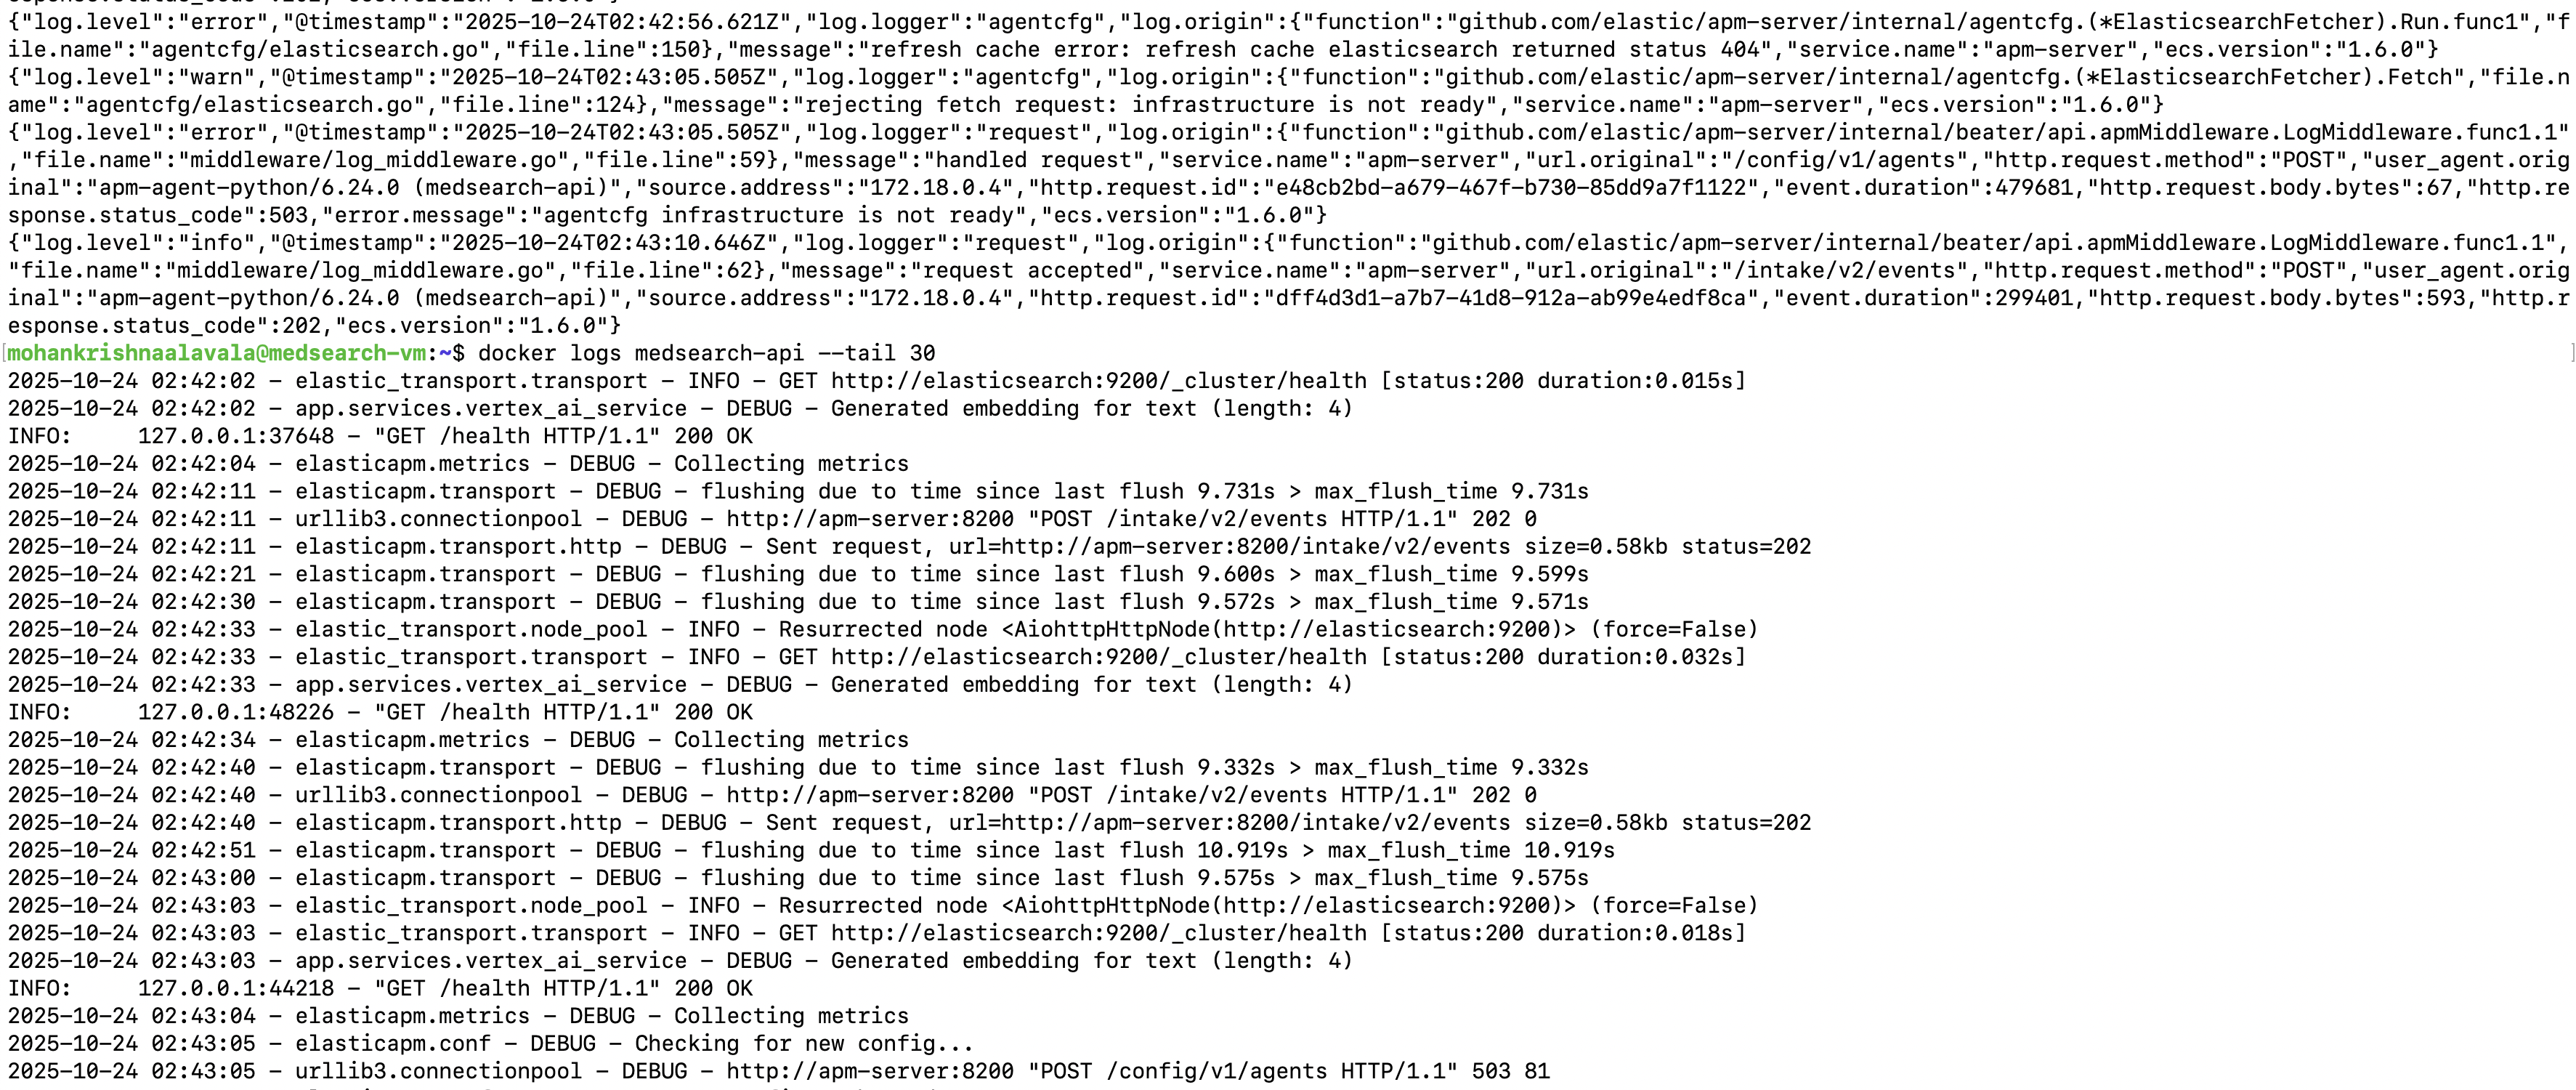 {"log.level":"error","@timestamp":"2025-10-24T02:42:56.621Z","log.logger":"agentcfg","log.origin":{"function":"github.com/elastic/apm-server/internal/agentcfg.(*ElasticsearchFetcher).Run.func1","f
ile.name":"agentcfg/elasticsearch.go","file.line":150},"message":"refresh cache error: refresh cache elasticsearch returned status 404","service.name":"apm-server","ecs.version":"1.6.0"}
{"log.level":"warn","@timestamp":"2025-10-24T02:43:05.505Z","log.logger":"agentcfg","log.origin":{"function":"github.com/elastic/apm-server/internal/agentcfg.(*ElasticsearchFetcher).Fetch","file.n
ame":"agentcfg/elasticsearch.go","file.line":124},"message":"rejecting fetch request: infrastructure is not ready","service.name":"apm-server","ecs.version":"1.6.0"}
{"log.level":"error","@timestamp":"2025-10-24T02:43:05.505Z","log.logger":"request","log.origin":{"function":"github.com/elastic/apm-server/internal/beater/api.apmMiddleware.LogMiddleware.func1.1"
,"file.name":"middleware/log_middleware.go","file.line":59},"message":"handled request","service.name":"apm-server","url.original":"/config/v1/agents","http.request.method":"POST","user_agent.orig
inal":"apm-agent-python/6.24.0 (medsearch-api)","source.address":"172.18.0.4","http.request.id":"e48cb2bd-a679-467f-b730-85dd9a7f1122","event.duration":479681,"http.request.body.bytes":67,"http.re
sponse.status_code":503,"error.message":"agentcfg infrastructure is not ready","ecs.version":"1.6.0"}
{"log.level":"info","@timestamp":"2025-10-24T02:43:10.646Z","log.logger":"request","log.origin":{"function":"github.com/elastic/apm-server/internal/beater/api.apmMiddleware.LogMiddleware.func1.1",
"file.name":"middleware/log_middleware.go","file.line":62},"message":"request accepted","service.name":"apm-server","url.original":"/intake/v2/events","http.request.method":"POST","user_agent.orig
inal":"apm-agent-python/6.24.0 (medsearch-api)","source.address":"172.18.0.4","http.request.id":"dff4d3d1-a7b7-41d8-912a-ab99e4edf8ca","event.duration":299401,"http.request.body.bytes":593,"http.r
esponse.status_code":202,"ecs.version":"1.6.0"}
[mohankrishnaalavala@medsearch-vm:~$ docker logs medsearch-api --tail 30 ]
2025-10-24 02:42:02 - elastic_transport.transport - INFO - GET http://elasticsearch:9200/_cluster/health [status:200 duration:0.015s]
2025-10-24 02:42:02 - app.services.vertex_ai_service - DEBUG - Generated embedding for text (length: 4)
INFO:     127.0.0.1:37648 - "GET /health HTTP/1.1" 200 OK
2025-10-24 02:42:04 - elasticapm.metrics - DEBUG - Collecting metrics
2025-10-24 02:42:11 - elasticapm.transport - DEBUG - flushing due to time since last flush 9.731s > max_flush_time 9.731s
2025-10-24 02:42:11 - urllib3.connectionpool - DEBUG - http://apm-server:8200 "POST /intake/v2/events HTTP/1.1" 202 0
2025-10-24 02:42:11 - elasticapm.transport.http - DEBUG - Sent request, url=http://apm-server:8200/intake/v2/events size=0.58kb status=202
2025-10-24 02:42:21 - elasticapm.transport - DEBUG - flushing due to time since last flush 9.600s > max_flush_time 9.599s
2025-10-24 02:42:30 - elasticapm.transport - DEBUG - flushing due to time since last flush 9.572s > max_flush_time 9.571s
2025-10-24 02:42:33 - elastic_transport.node_pool - INFO - Resurrected node <AiohttpHttpNode(http://elasticsearch:9200)> (force=False)
2025-10-24 02:42:33 - elastic_transport.transport - INFO - GET http://elasticsearch:9200/_cluster/health [status:200 duration:0.032s]
2025-10-24 02:42:33 - app.services.vertex_ai_service - DEBUG - Generated embedding for text (length: 4)
INFO:     127.0.0.1:48226 - "GET /health HTTP/1.1" 200 OK
2025-10-24 02:42:34 - elasticapm.metrics - DEBUG - Collecting metrics
2025-10-24 02:42:40 - elasticapm.transport - DEBUG - flushing due to time since last flush 9.332s > max_flush_time 9.332s
2025-10-24 02:42:40 - urllib3.connectionpool - DEBUG - http://apm-server:8200 "POST /intake/v2/events HTTP/1.1" 202 0
2025-10-24 02:42:40 - elasticapm.transport.http - DEBUG - Sent request, url=http://apm-server:8200/intake/v2/events size=0.58kb status=202
2025-10-24 02:42:51 - elasticapm.transport - DEBUG - flushing due to time since last flush 10.919s > max_flush_time 10.919s
2025-10-24 02:43:00 - elasticapm.transport - DEBUG - flushing due to time since last flush 9.575s > max_flush_time 9.575s
2025-10-24 02:43:03 - elastic_transport.node_pool - INFO - Resurrected node <AiohttpHttpNode(http://elasticsearch:9200)> (force=False)
2025-10-24 02:43:03 - elastic_transport.transport - INFO - GET http://elasticsearch:9200/_cluster/health [status:200 duration:0.018s]
2025-10-24 02:43:03 - app.services.vertex_ai_service - DEBUG - Generated embedding for text (length: 4)
INFO:     127.0.0.1:44218 - "GET /health HTTP/1.1" 200 OK
2025-10-24 02:43:04 - elasticapm.metrics - DEBUG - Collecting metrics
2025-10-24 02:43:05 - elasticapm.conf - DEBUG - Checking for new config...
2025-10-24 02:43:05 - urllib3.connectionpool - DEBUG - http://apm-server:8200 "POST /config/v1/agents HTTP/1.1" 503 81